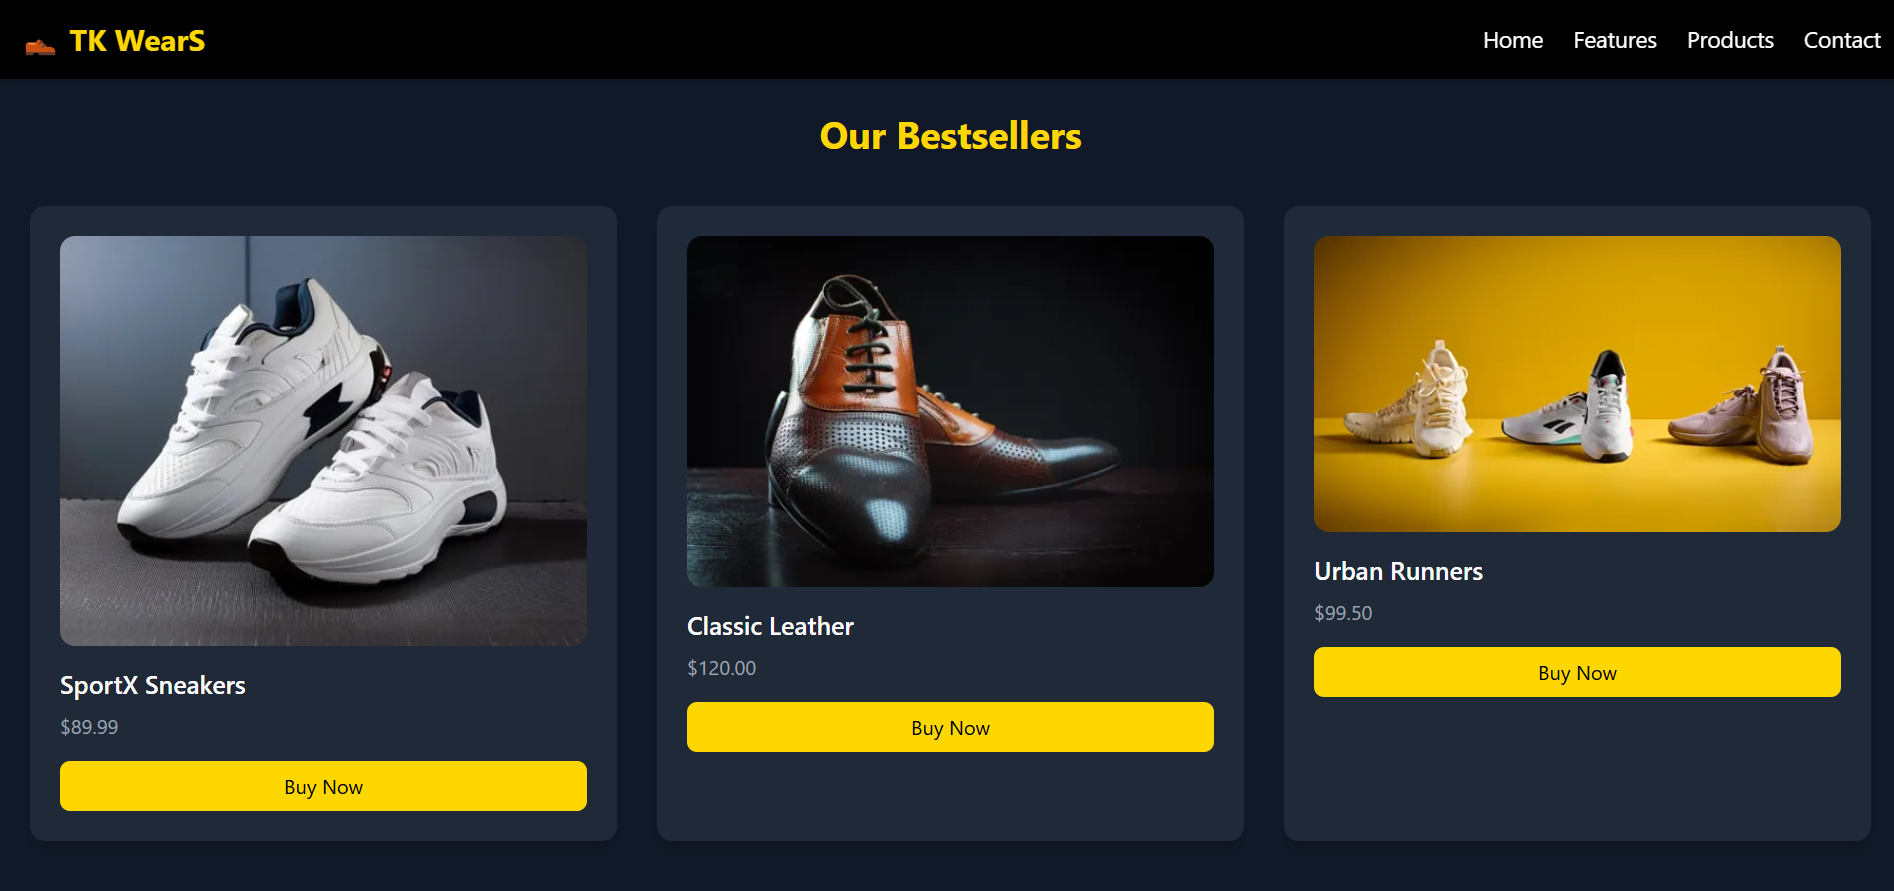 TK WearS
Home Features Products Contact
Our Bestsellers
SportX Sneakers
$89.99
Buy Now
Classic Leather
$120.00
Buy Now
Urban Runners
$99.50
Buy Now